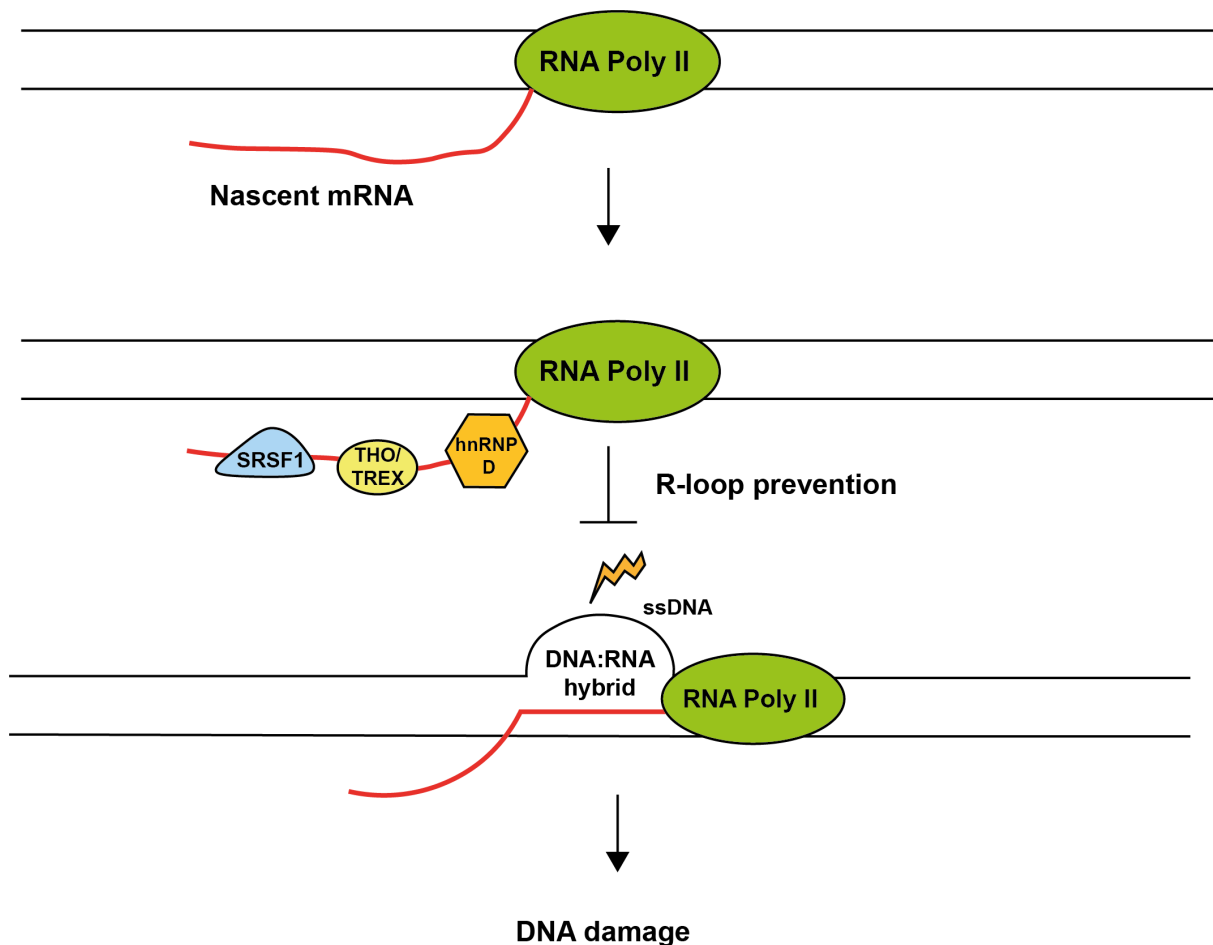 RNA Poly II
Nascent mRNA
RNA Poly II
SRSF1
THO/
TREX
hnRNP
D
R-loop prevention
ssDNA
DNA:RNA
hybrid
RNA Poly II
DNA damage